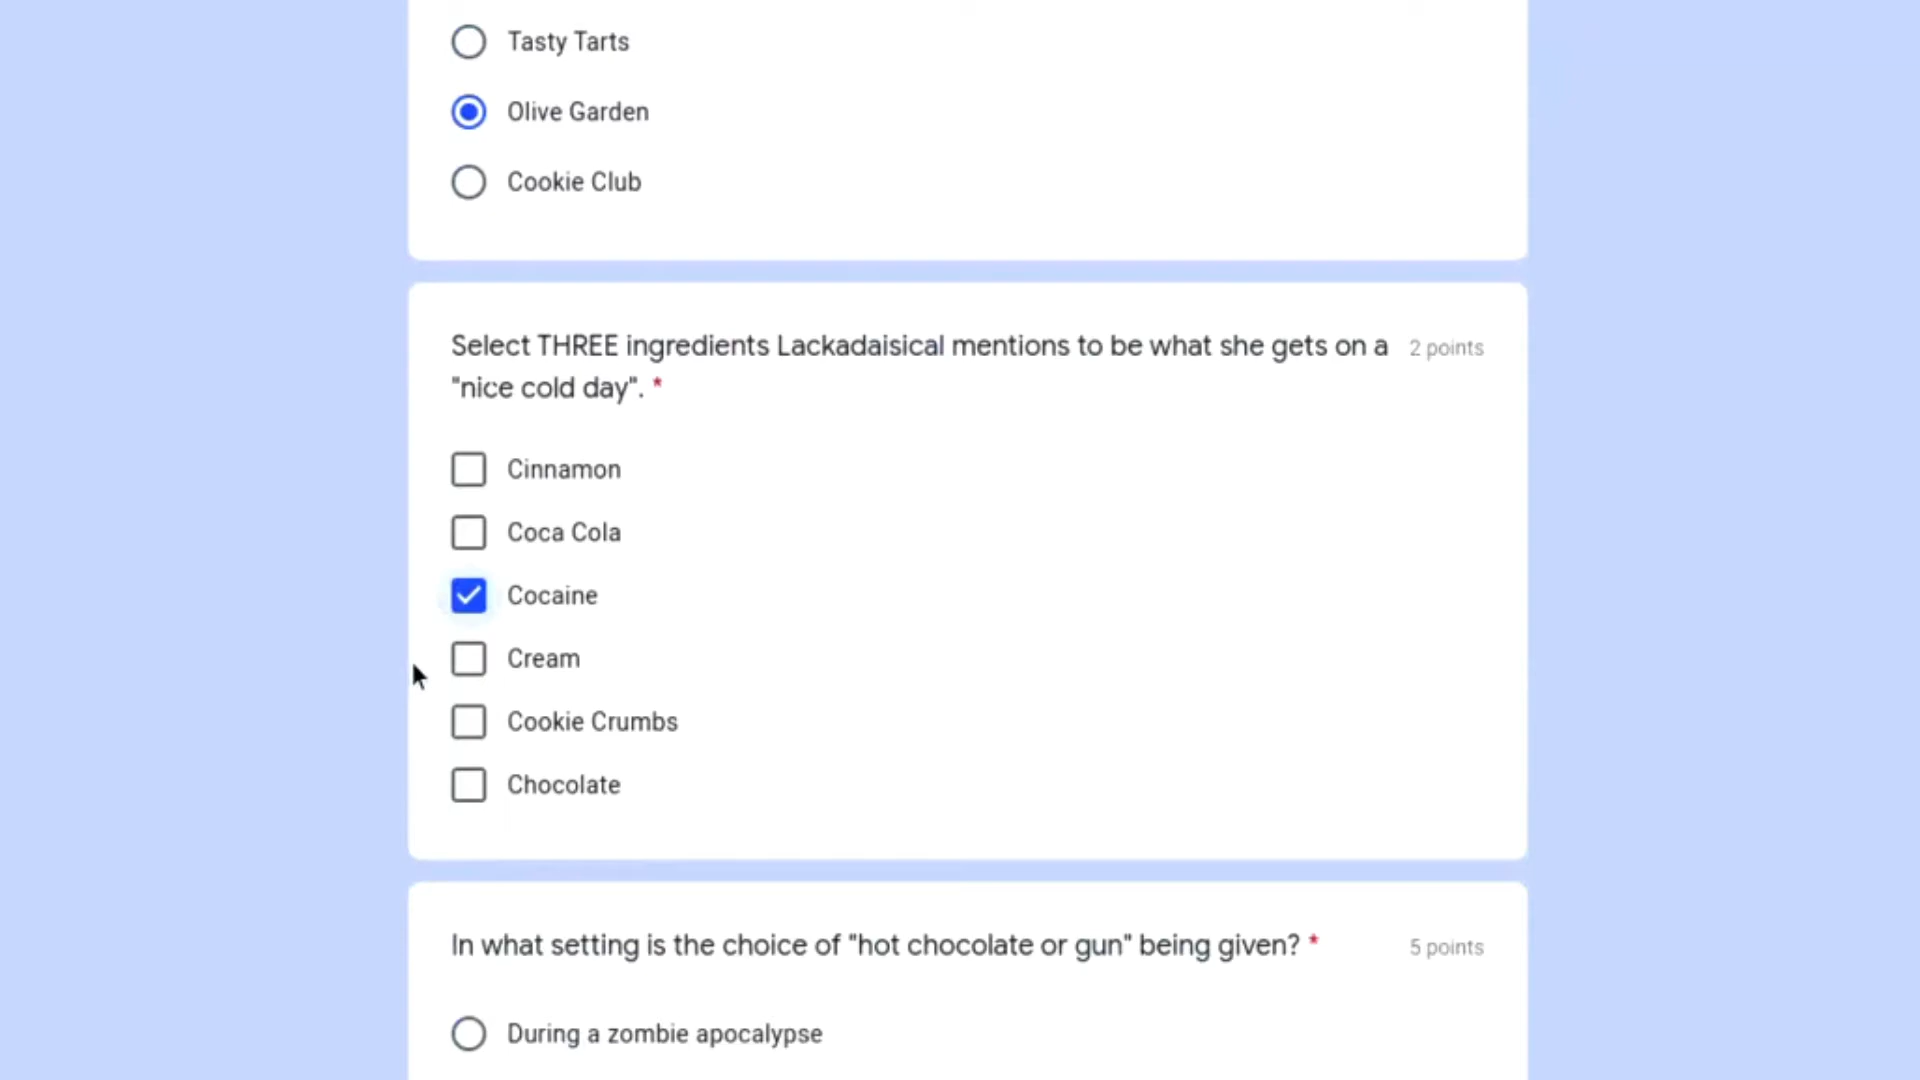 Tasty Tarts
Olive Garden
Cookie Club
Select THREE ingredients Lackadaisical mentions to be what she gets on a 2 points
"nice cold day". *
Cinnamon
Coca Cola
Cocaine
Cream
Cookie Crumbs
Chocolate
In what setting is the choice of "hot chocolate or gun" being given? * 5 points
During a zombie apocalypse